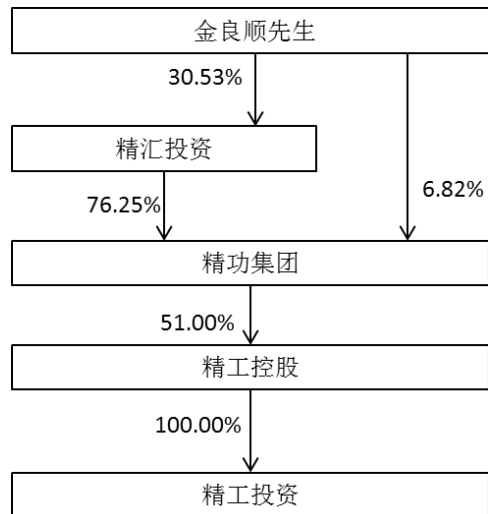 金良顺先生
30.53%
精汇投资
76.25%
6.82%
精功集团
51.00%
精工控股
100.00%
精工投资